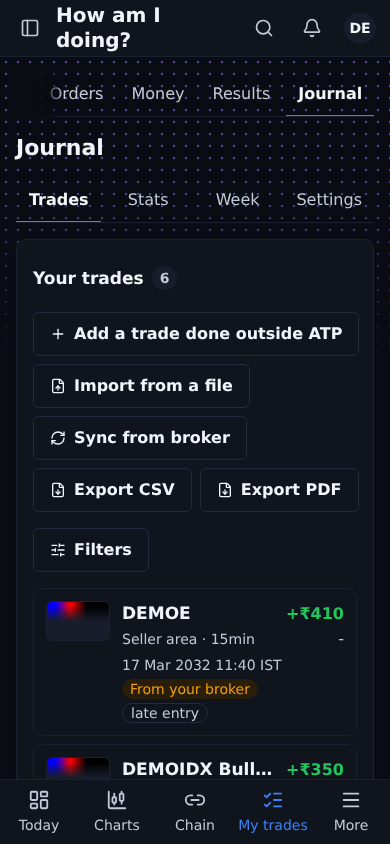 How am I
doing?
DE
Orders Money Results Journal
Journal
Trades Stats Week Settings
Your trades 6
Add a trade done outside ATP
Import from a file
Sync from broker
Export CSV Export PDF
Filters
DEMOE +₹410
Seller area · 15min -
17 Mar 2032 11:40 IST
From your broker
late entry
DEMOIDX Bull... +₹350
Today Charts Chain My trades More